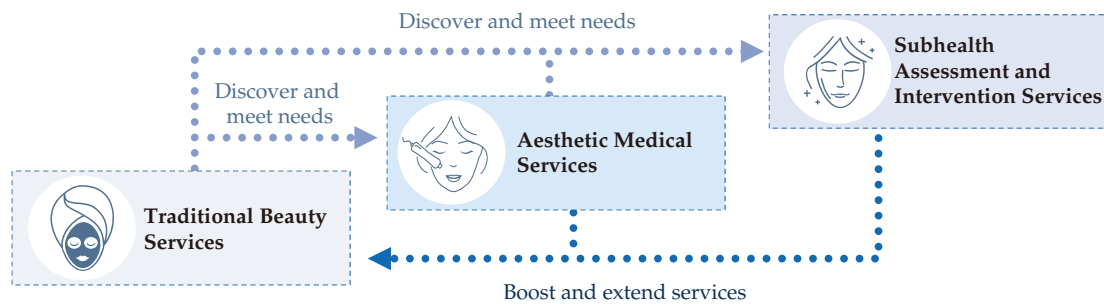 Discover and meet needs
Subhealth
Assessment and
Intervention Services
Discover and
meet needs
Aesthetic Medical
Services
Traditional Beauty
Services
Boost and extend services